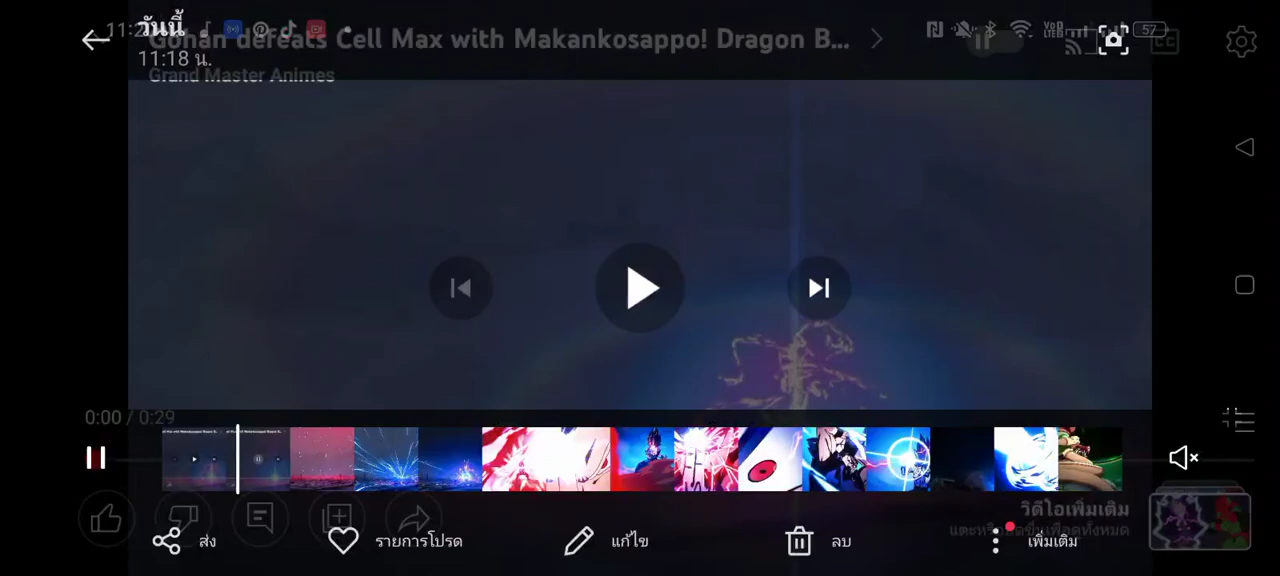 วันนี้
11:18 น.
Gohan defeats Cell Max with Makankosappo! Dragon B...
57
CC
Grand Master Animes
0:00 / 0:29
วิดีโอเพิ่มเติม
ส่ง
รายการโปรด
แก้ไข
ลบ
เพิ่มเติม